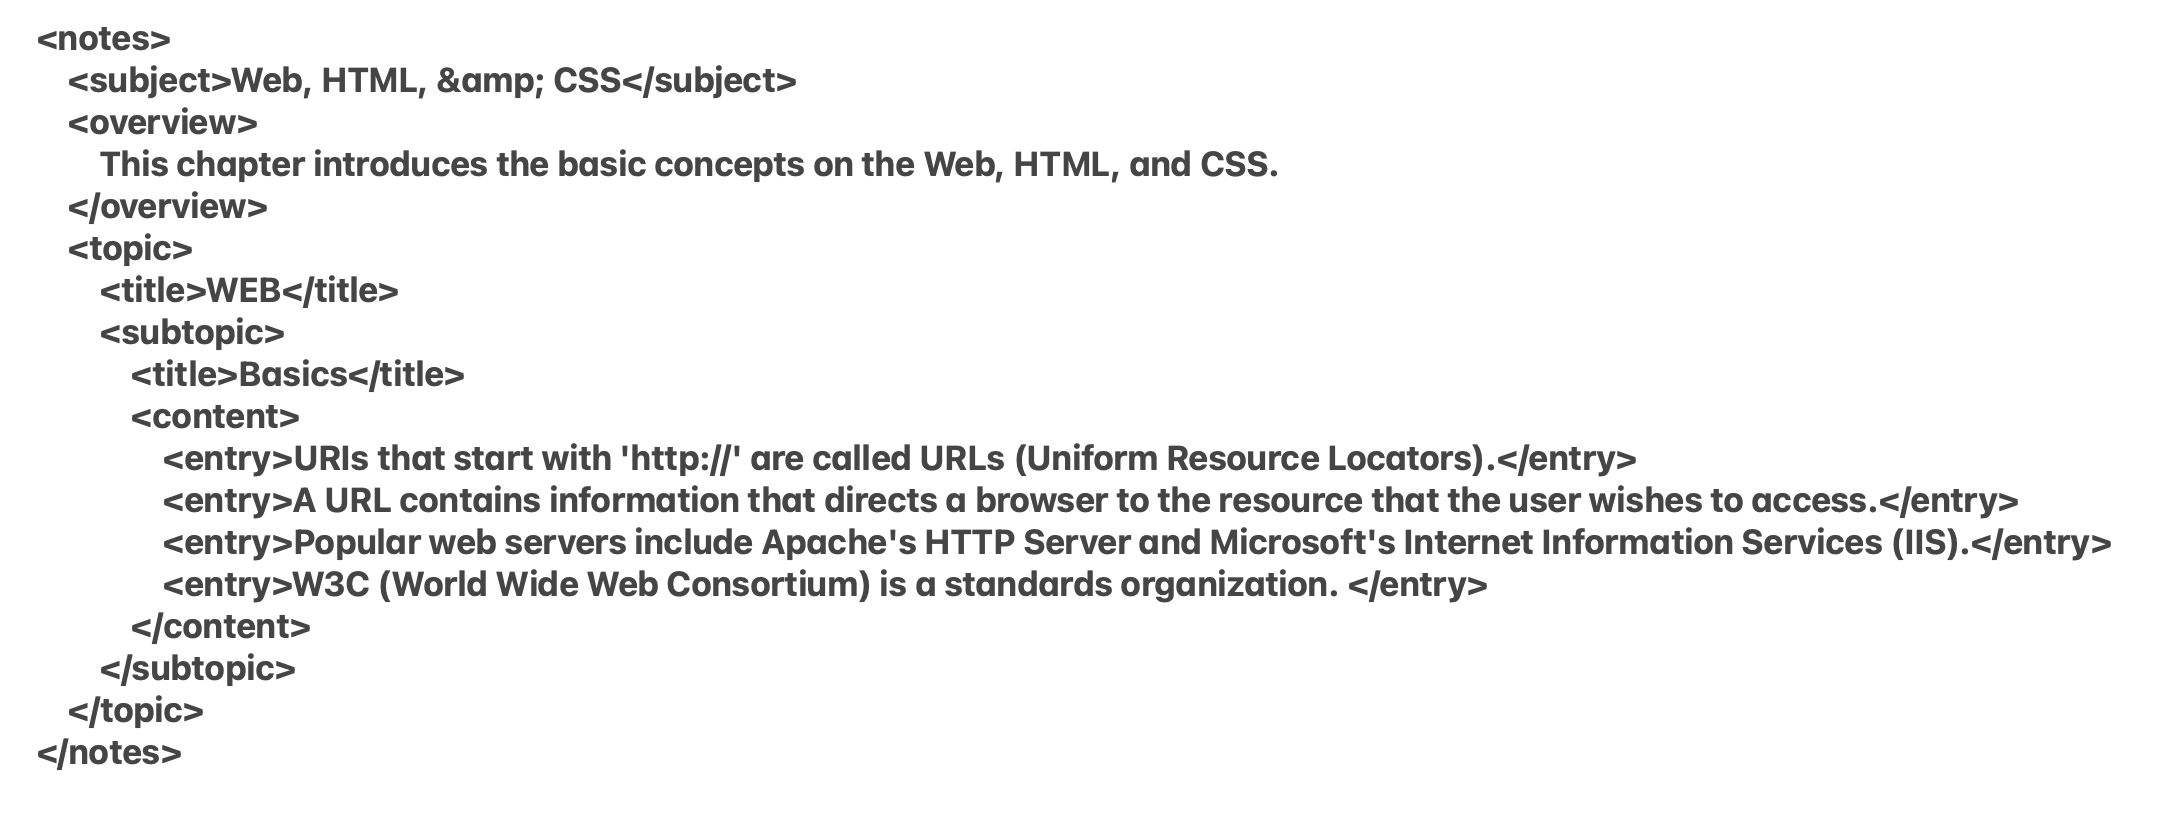 <notes>
<subject>Web, HTML, &amp; CSS</subject>
<overview>
This chapter introduces the basic concepts on the Web, HTML, and CSS.
</overview>
<topic>
<title>WEB</title>
<subtopic>
<title>Basics</title>
<content>
<entry>URIs that start with 'http://' are called URLs (Uniform Resource Locators).</entry>
<entry>A URL contains information that directs a browser to the resource that the user wishes to access.</entry>
<entry>Popular web servers include Apache's HTTP Server and Microsoft's Internet Information Services (IIS).</entry>
<entry>W3C (World Wide Web Consortium) is a standards organization. </entry>
</content>
</subtopic>
</topic>
</notes>